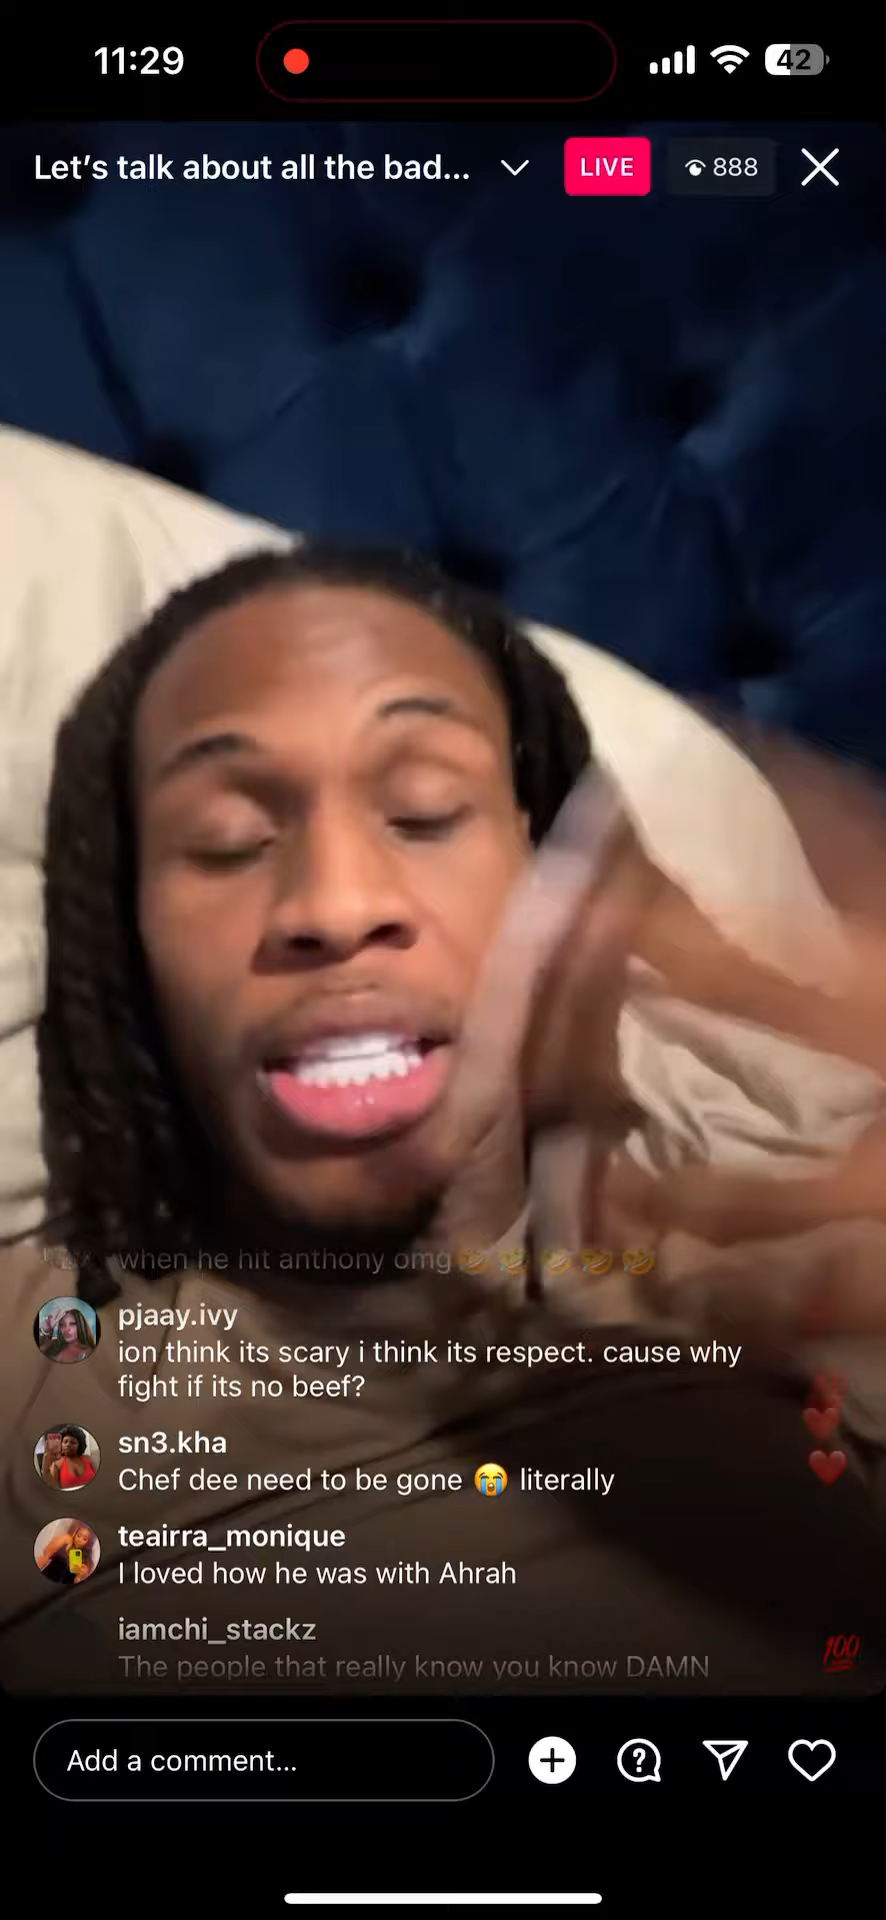 11:29
42
Let’s talk about all the bad...
LIVE
888
when he hit anthony omg🤣🤣🤣🤣🤣
pjaay.ivy
ion think its scary i think its respect. cause why
fight if its no beef?
sn3.kha
Chef dee need to be gone 😭 literally
teairra_monique
I loved how he was with Ahrah
iamchi_stackz
The people that really know you know DAMN
💯
Add a comment...